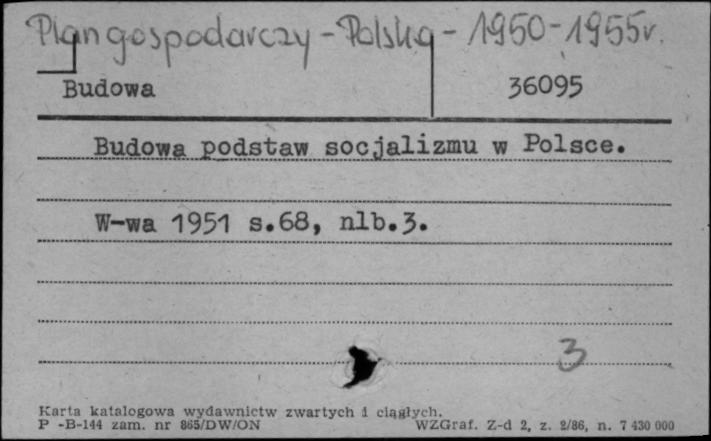 Plan gospodarczy - Polska - 1950-1955r.
Budowa 36095
Budowa podstaw socjalizmu w Polsce.
W-wa 1951 s.68, nlb.3.
3
Karta katalogowa wydawnictw zwartych i ciągłych.
P -B-144 zam. nr 865/DW/ON WZGraf. Z-d 2, z. 2/86, n. 7 430 000